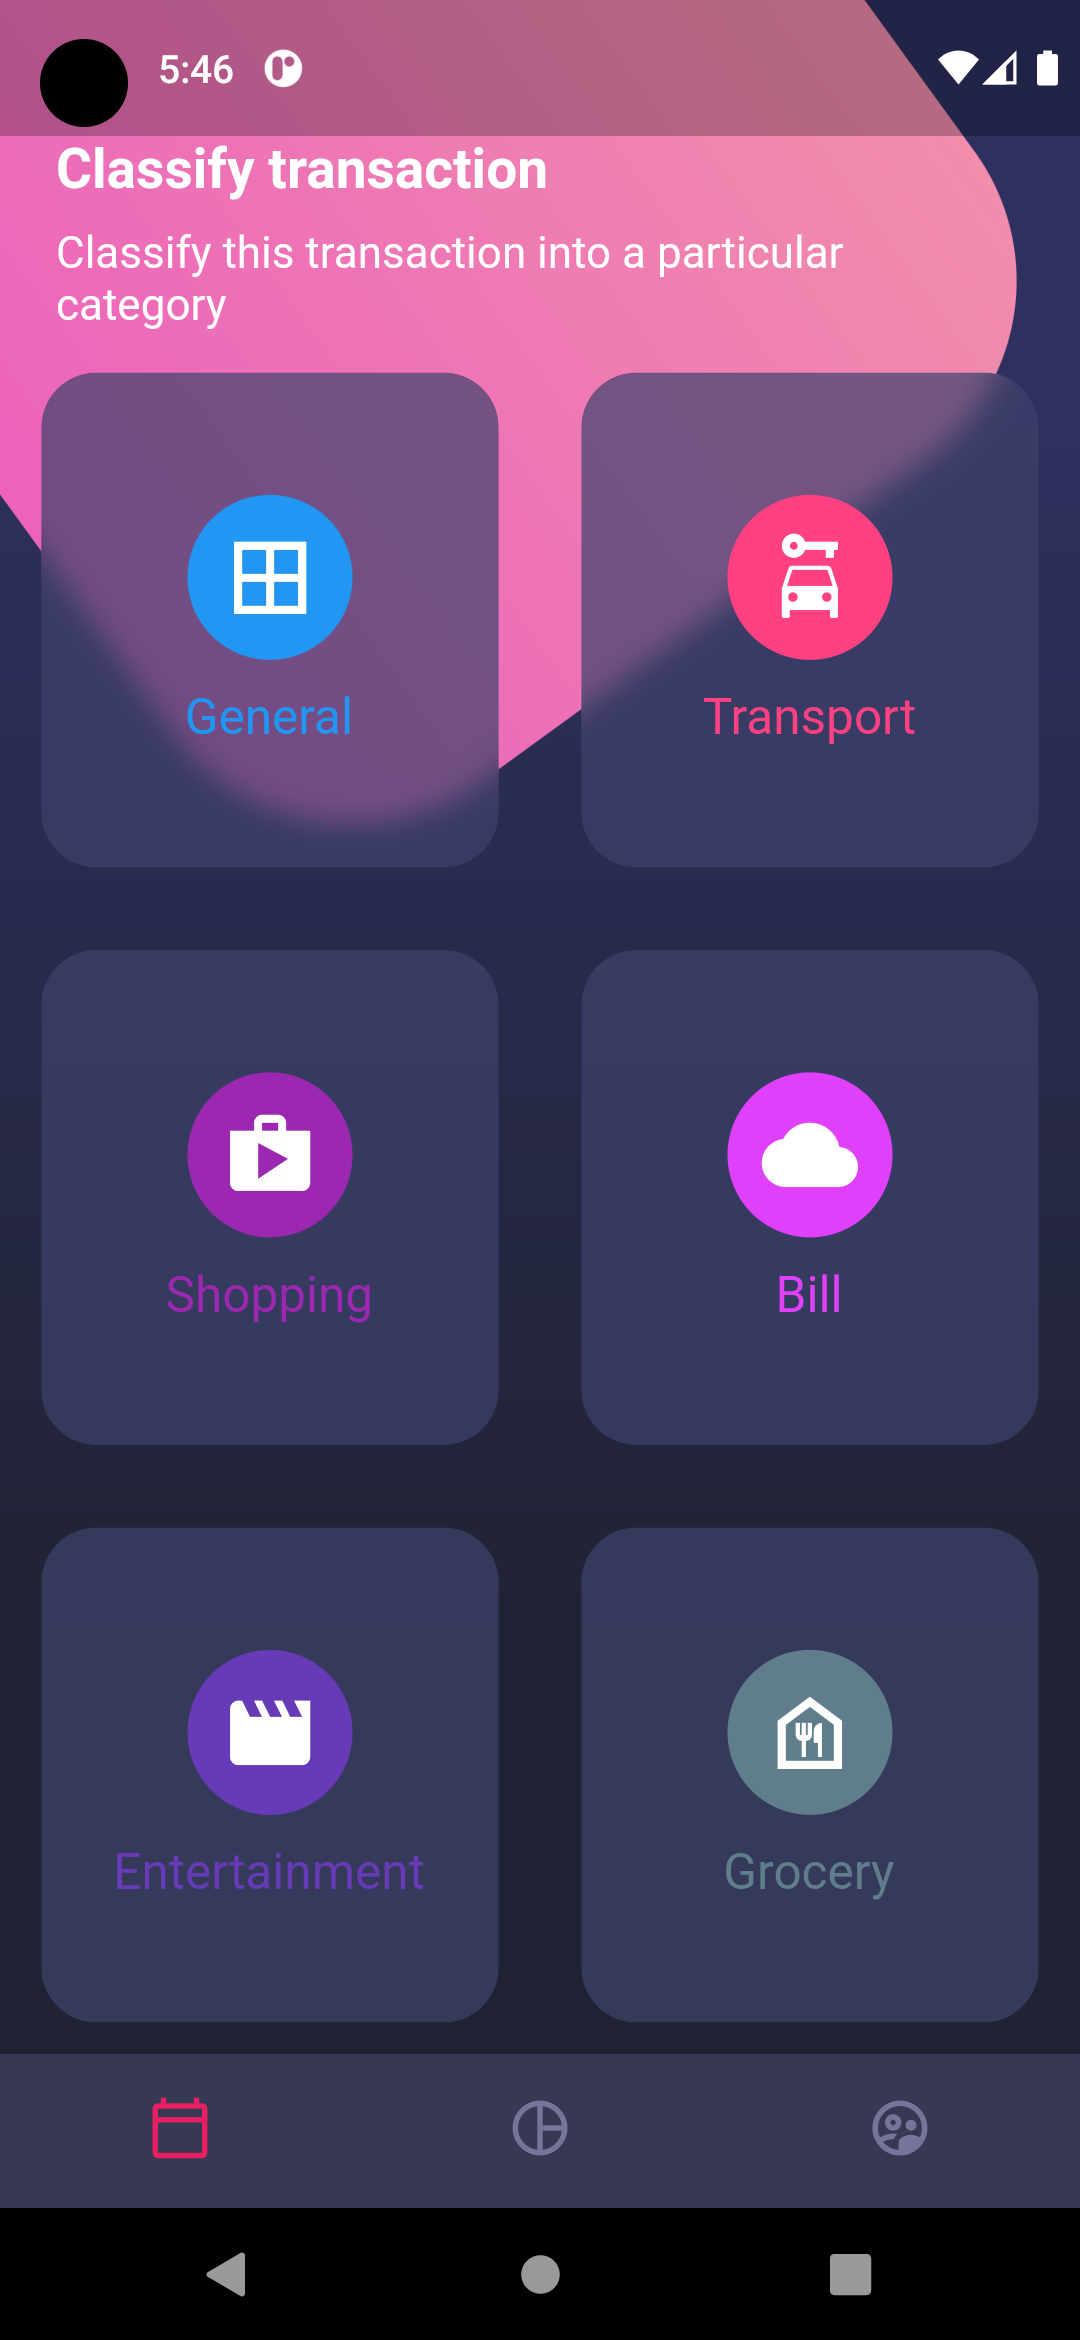 5:46
Classify transaction
Classify this transaction into a particular
category
General
Transport
Shopping
Bill
Entertainment
Grocery